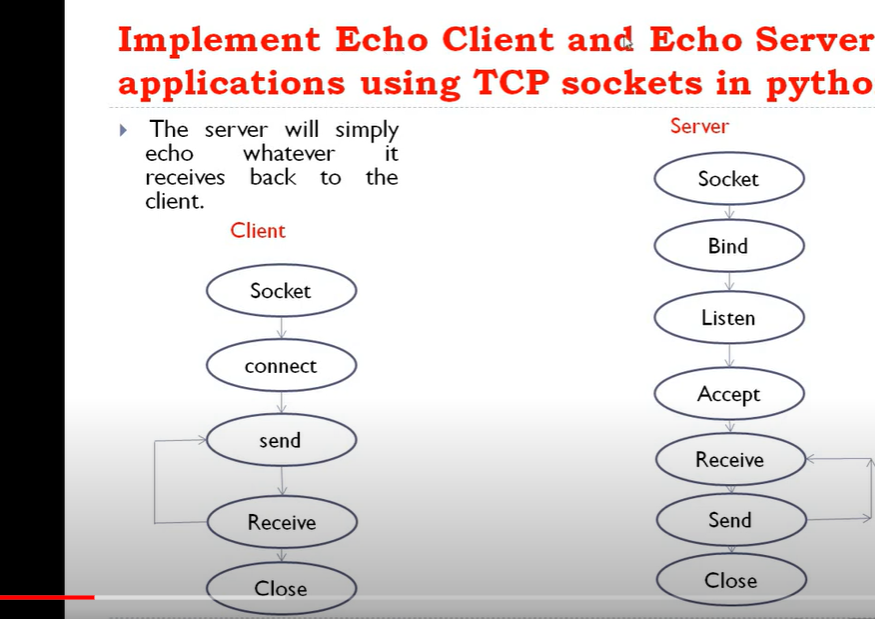 Implement Echo Client and Echo Server
applications using TCP sockets in pytho
The server will simply
echo whatever it
receives back to the
client.
Client
Socket
connect
send
Receive
Close
Server
Socket
Bind
Listen
Accept
Receive
Send
Close